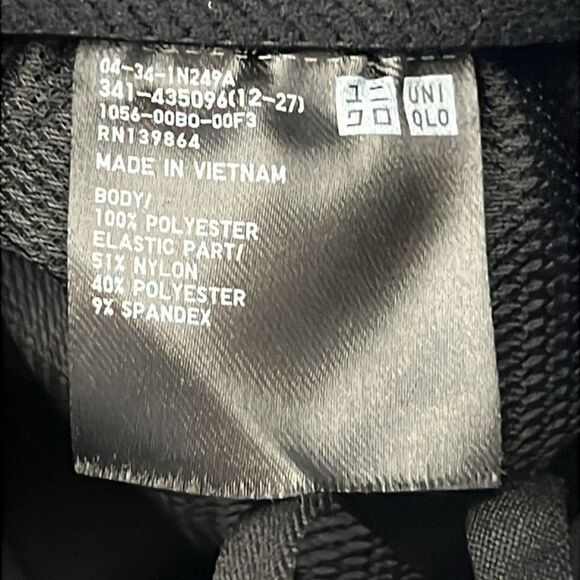 04-34-1N249A
341-435096(12-27)
1056-00B0-00F3
RN139864
MADE IN VIETNAM
BODY/
100% POLYESTER
ELASTIC PART/
51% NYLON
40% POLYESTER
9% SPANDEX
ユニ
クロ
UNI
QLO